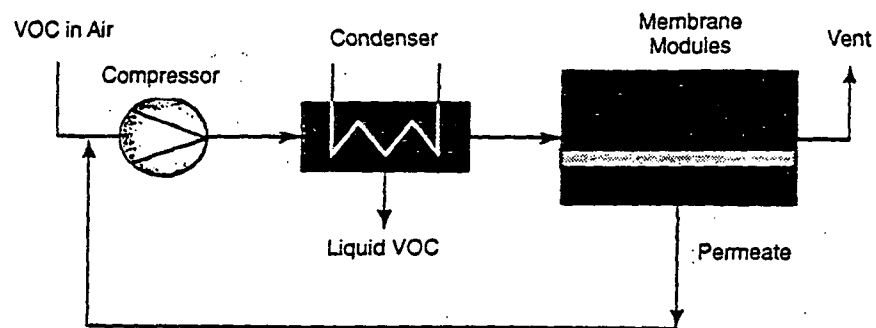 VOC in Air
Compressor
Condenser
Membrane
Modules
Vent
Liquid VOC
Permeate